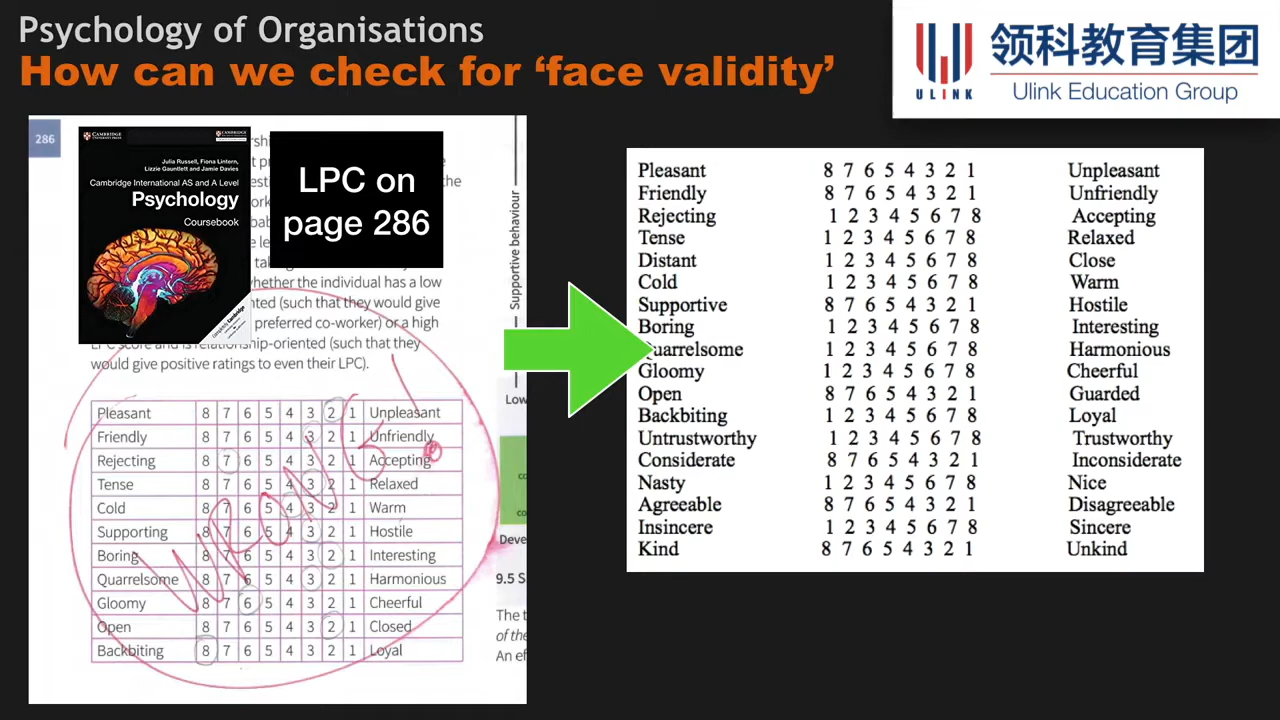 Psychology of Organisations
How can we check for ‘face validity’
ULINK
领科教育集团
Ulink Education Group
286
CAMBRIDGE
Julia Russell, Fiona Lintern,
Lizzie Gauntlett and Jamie Davies
Cambridge International AS and A Level
Psychology
Coursebook
LPC on
page 286
whether the individual has a low
(such that they would give
preferred co-worker) or a high
LPC score and is relationship-oriented (such that they
would give positive ratings to even their LPC).
Supportive behaviour
Pleasant 8 7 6 5 4 3 2 1 Unpleasant
Friendly 8 7 6 5 4 3 2 1 Unfriendly
Rejecting 8 7 6 5 4 3 2 1 Accepting
Tense 8 7 6 5 4 3 2 1 Relaxed
Cold 8 7 6 5 4 3 2 1 Warm
Supporting 8 7 6 5 4 3 2 1 Hostile
Boring 8 7 6 5 4 3 2 1 Interesting
Quarrelsome 8 7 6 5 4 3 2 1 Harmonious
Gloomy 8 7 6 5 4 3 2 1 Cheerful
Open 8 7 6 5 4 3 2 1 Closed
Backbiting 8 7 6 5 4 3 2 1 Loyal
WRONG!
Low
Deve
9.5 S
The t
of the
An ef
Pleasant 8 7 6 5 4 3 2 1 Unpleasant
Friendly 8 7 6 5 4 3 2 1 Unfriendly
Rejecting 1 2 3 4 5 6 7 8 Accepting
Tense 1 2 3 4 5 6 7 8 Relaxed
Distant 1 2 3 4 5 6 7 8 Close
Cold 1 2 3 4 5 6 7 8 Warm
Supportive 8 7 6 5 4 3 2 1 Hostile
Boring 1 2 3 4 5 6 7 8 Interesting
Quarrelsome 1 2 3 4 5 6 7 8 Harmonious
Gloomy 1 2 3 4 5 6 7 8 Cheerful
Open 8 7 6 5 4 3 2 1 Guarded
Backbiting 1 2 3 4 5 6 7 8 Loyal
Untrustworthy 1 2 3 4 5 6 7 8 Trustworthy
Considerate 8 7 6 5 4 3 2 1 Inconsiderate
Nasty 1 2 3 4 5 6 7 8 Nice
Agreeable 8 7 6 5 4 3 2 1 Disagreeable
Insincere 1 2 3 4 5 6 7 8 Sincere
Kind 8 7 6 5 4 3 2 1 Unkind